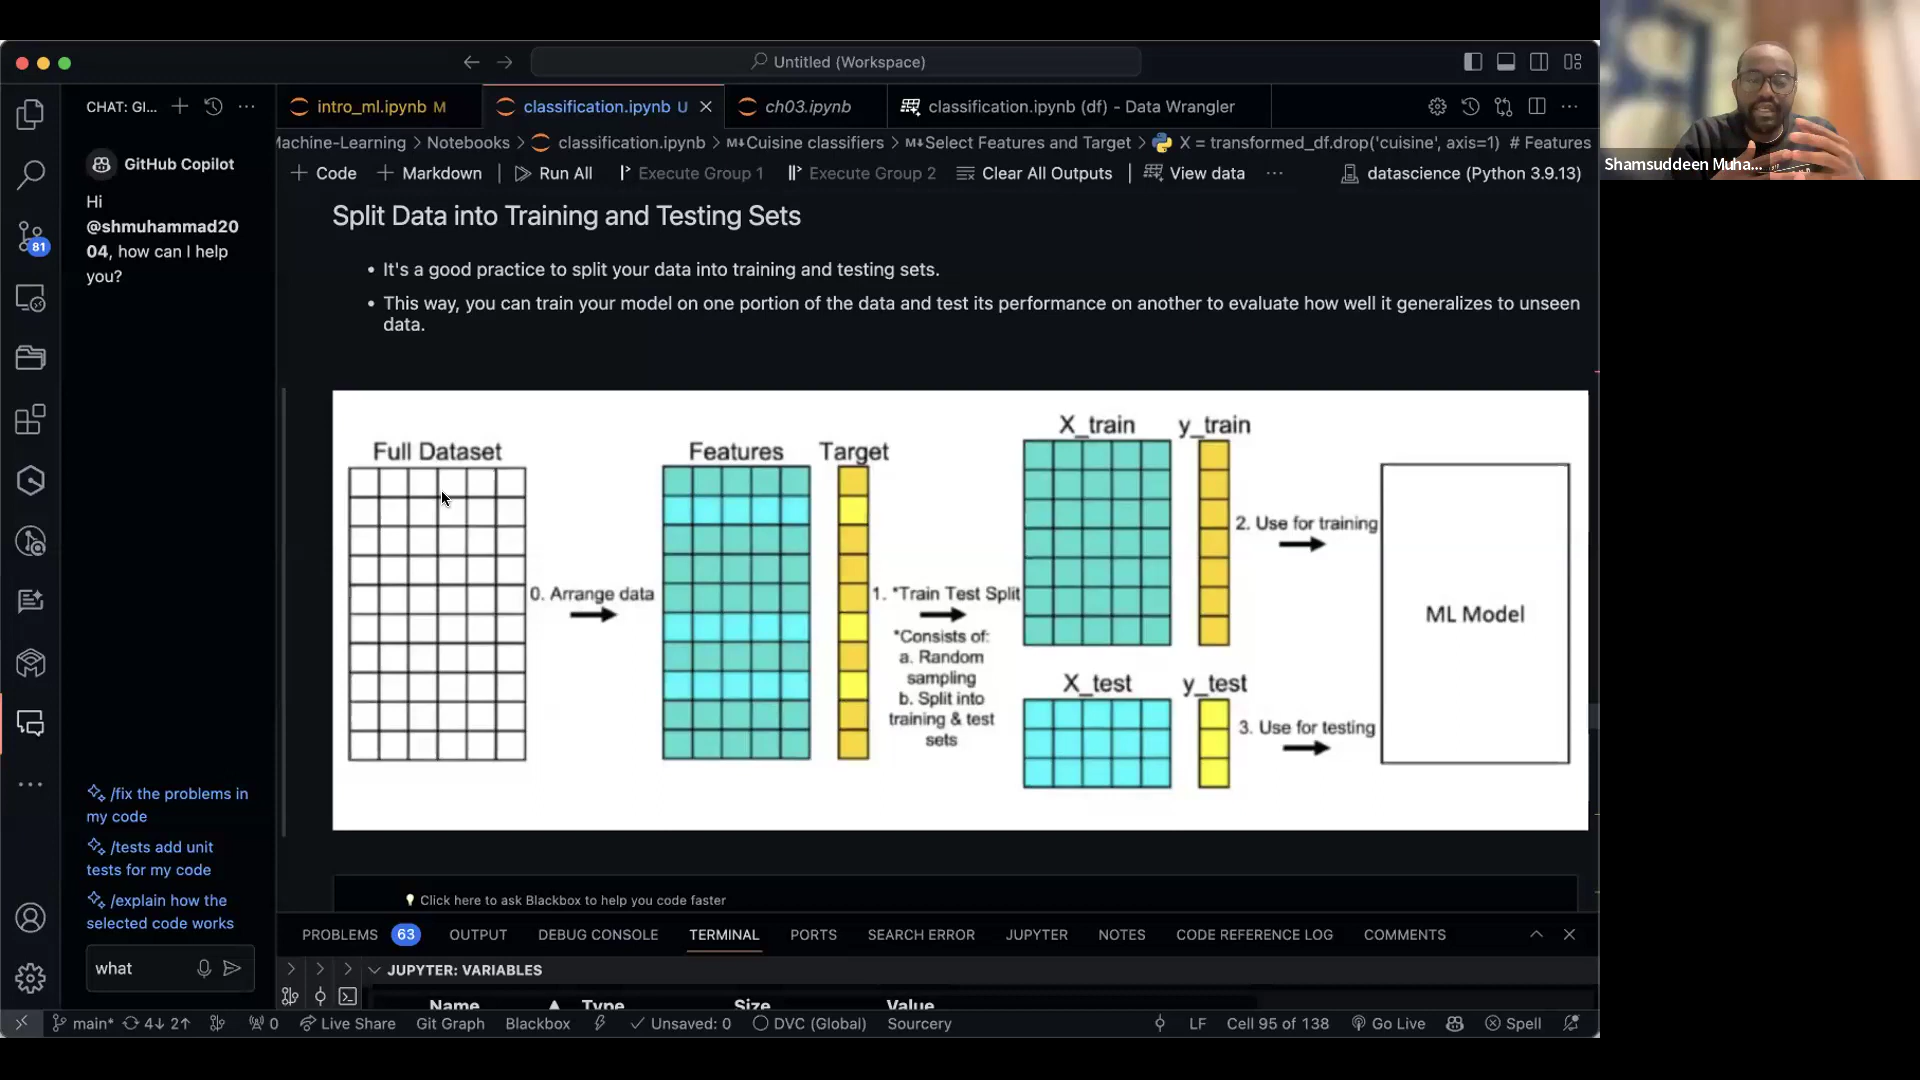 Untitled (Workspace)
CHAT: GI...
intro_ml.ipynb M
classification.ipynb U
ch03.ipynb
classification.ipynb (df) - Data Wrangler
Machine-Learning > Notebooks > classification.ipynb > M↓Cuisine classifiers > M↓Select Features and Target > X = transformed_df.drop('cuisine', axis=1) # Features
Code
Markdown
Run All
Execute Group 1
Execute Group 2
Clear All Outputs
View data
datascience (Python 3.9.13)
Shamsuddeen Muha...
GitHub Copilot
Hi
@shmuhammad20
04, how can I help
you?
81
Split Data into Training and Testing Sets
• It's a good practice to split your data into training and testing sets.
• This way, you can train your model on one portion of the data and test its performance on another to evaluate how well it generalizes to unseen
data.
Full Dataset
0. Arrange data
Features
Target
1. *Train Test Split
*Consists of:
a. Random
sampling
b. Split into
training & test
sets
X_train
y_train
2. Use for training
X_test
y_test
3. Use for testing
ML Model
/fix the problems in
my code
/tests add unit
tests for my code
/explain how the
selected code works
what
Click here to ask Blackbox to help you code faster
PROBLEMS 63
OUTPUT
DEBUG CONSOLE
TERMINAL
PORTS
SEARCH ERROR
JUPYTER
NOTES
CODE REFERENCE LOG
COMMENTS
JUPYTER: VARIABLES
Name
Type
Size
Value
main*
4↓ 2↑
0
Live Share
Git Graph
Blackbox
Unsaved: 0
DVC (Global)
Sourcery
LF
Cell 95 of 138
Go Live
Spell